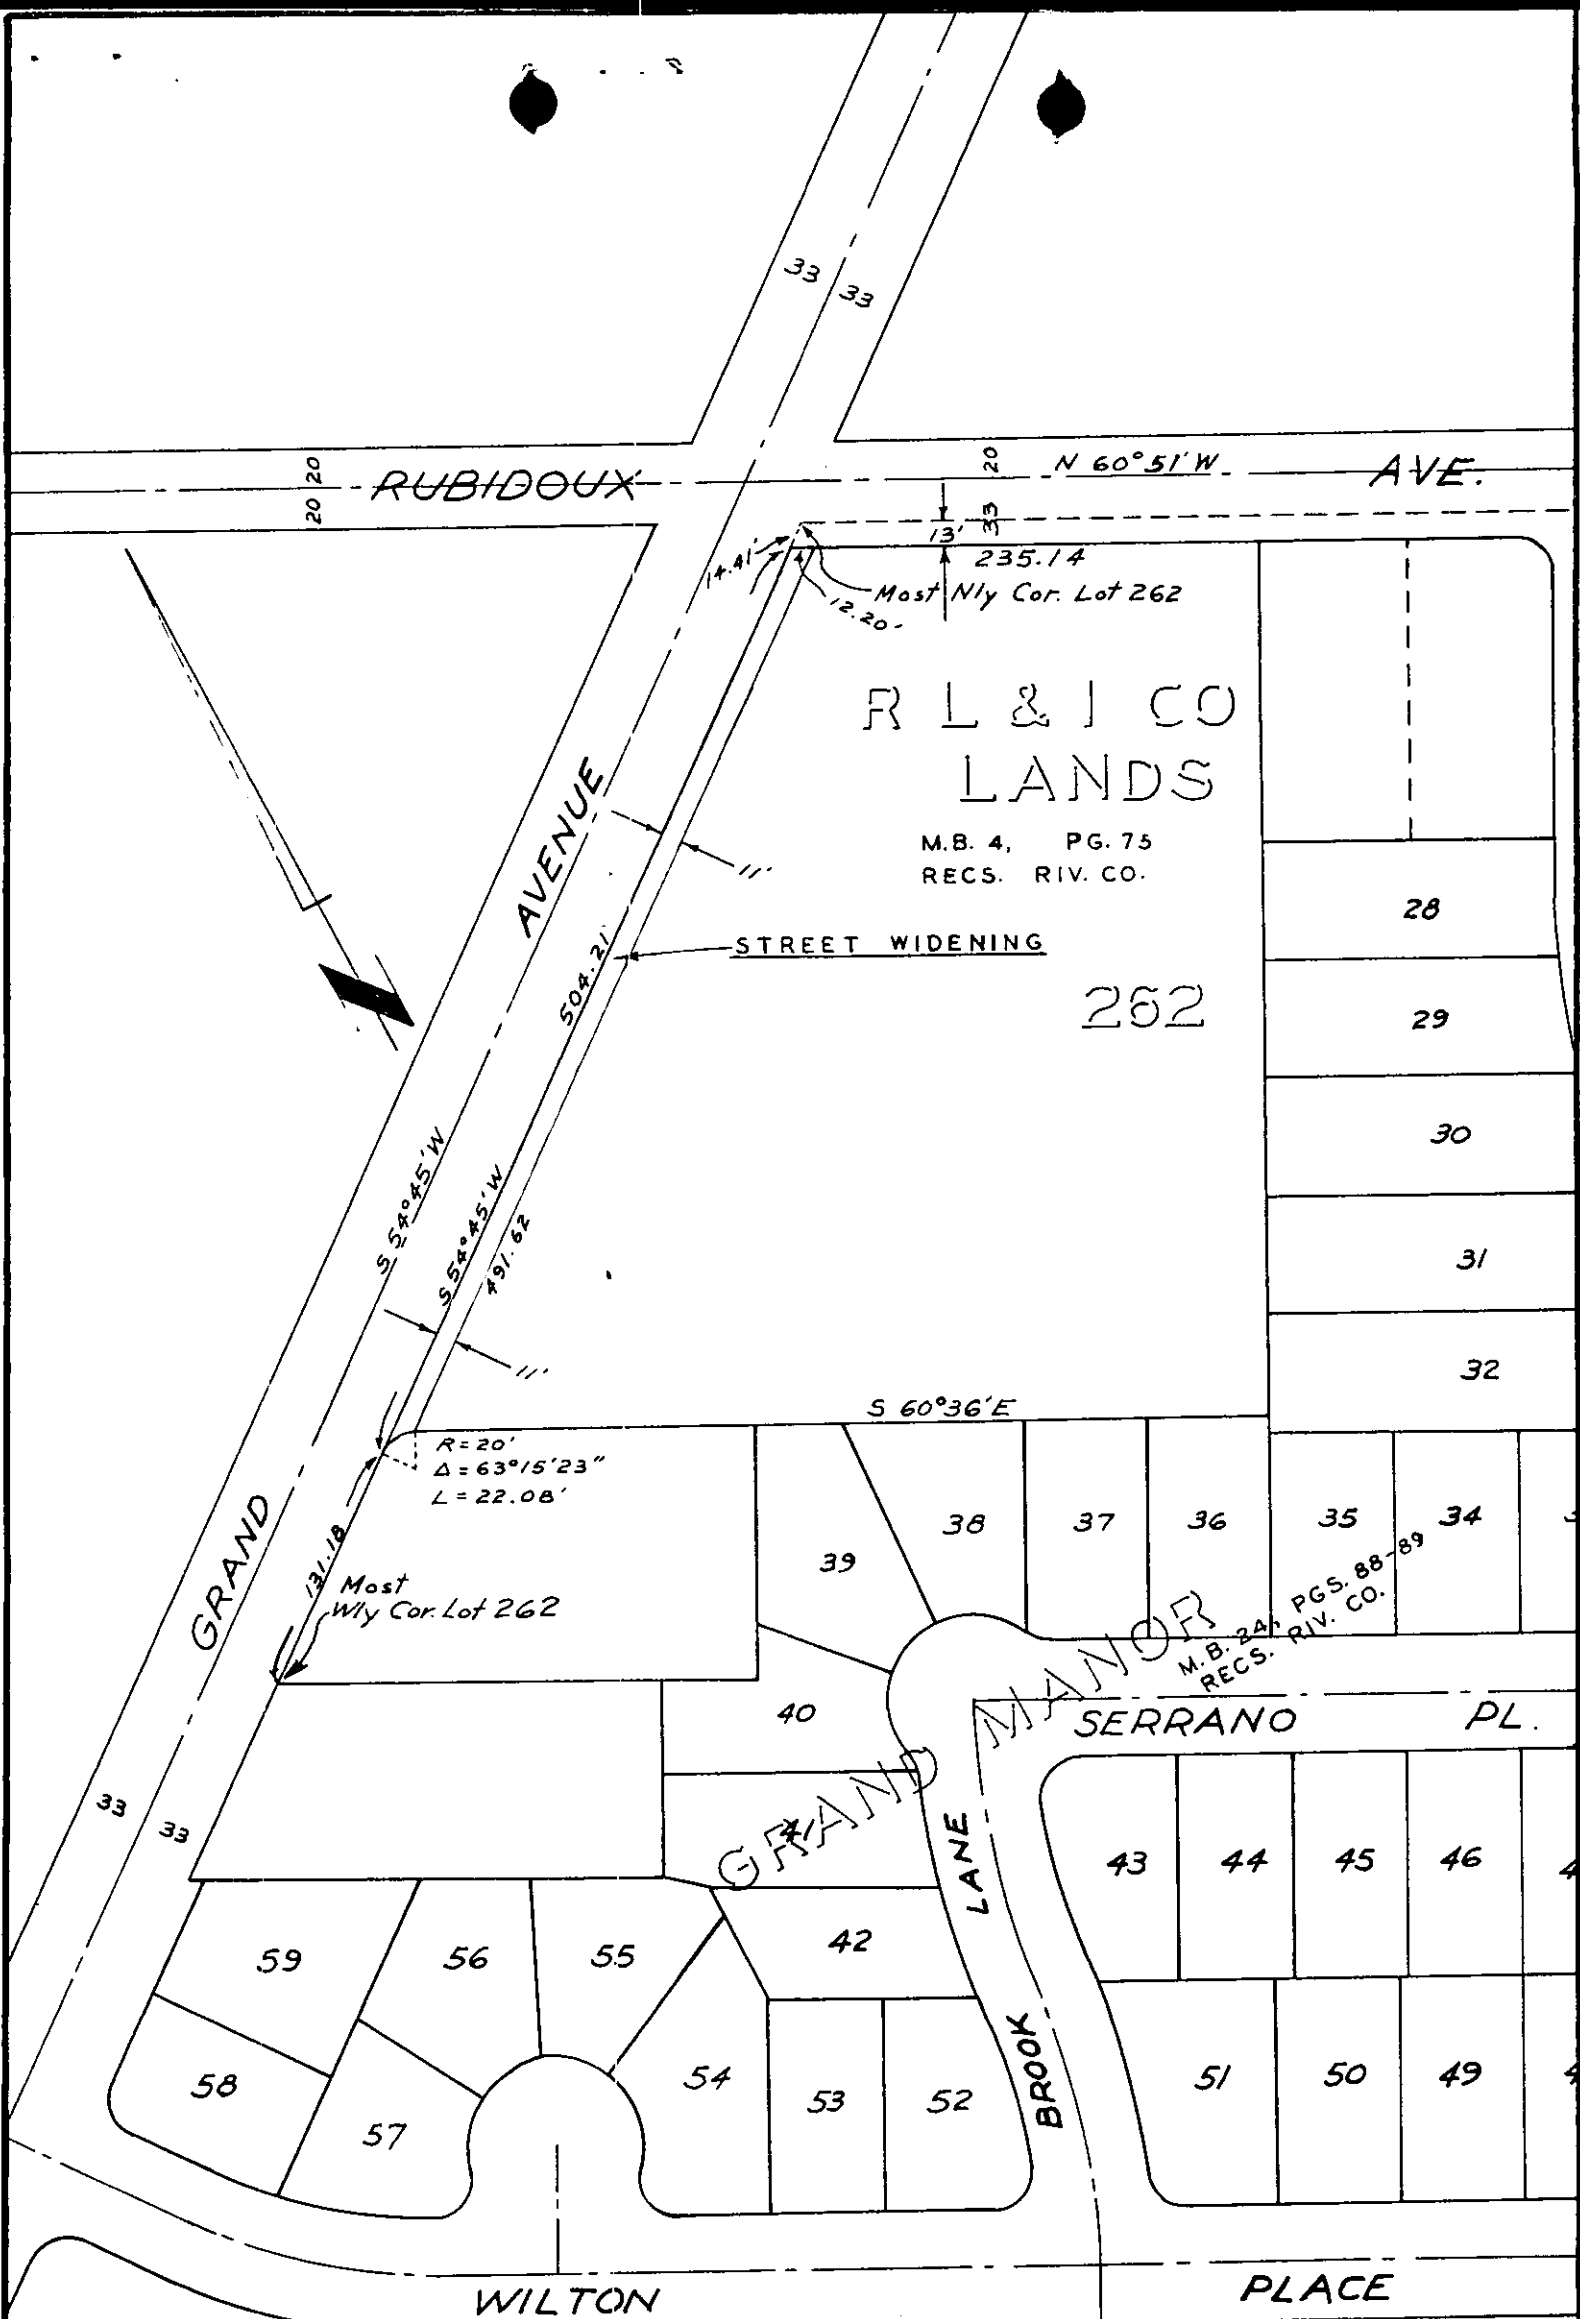 33
33
RUBIDOUX
AVE.
N 60°51'W
20
20
20
33
13'
235.14
14.41'
12.20
Most Nly Cor. Lot 262
R L & I CO
LANDS
M.B. 4, PG. 75
RECS. RIV. CO.
STREET WIDENING
262
AVENUE
11'
504.21'
S 54°45'W
S 54°45'W
491.62
11'
28
29
30
31
32
S 60°36'E
R = 20'
Δ = 63°15'23"
L = 22.08'
GRAND
131.18
Most
Wly Cor. Lot 262
39
38
37
36
35
34
GRAND MANOR
M.B. 24, PGS. 88-89
RECS. RIV. CO.
40
SERRANO PL.
33
33
41
LANE
43
44
45
46
42
59
56
55
58
57
54
53
52
BROOK
51
50
49
WILTON PLACE